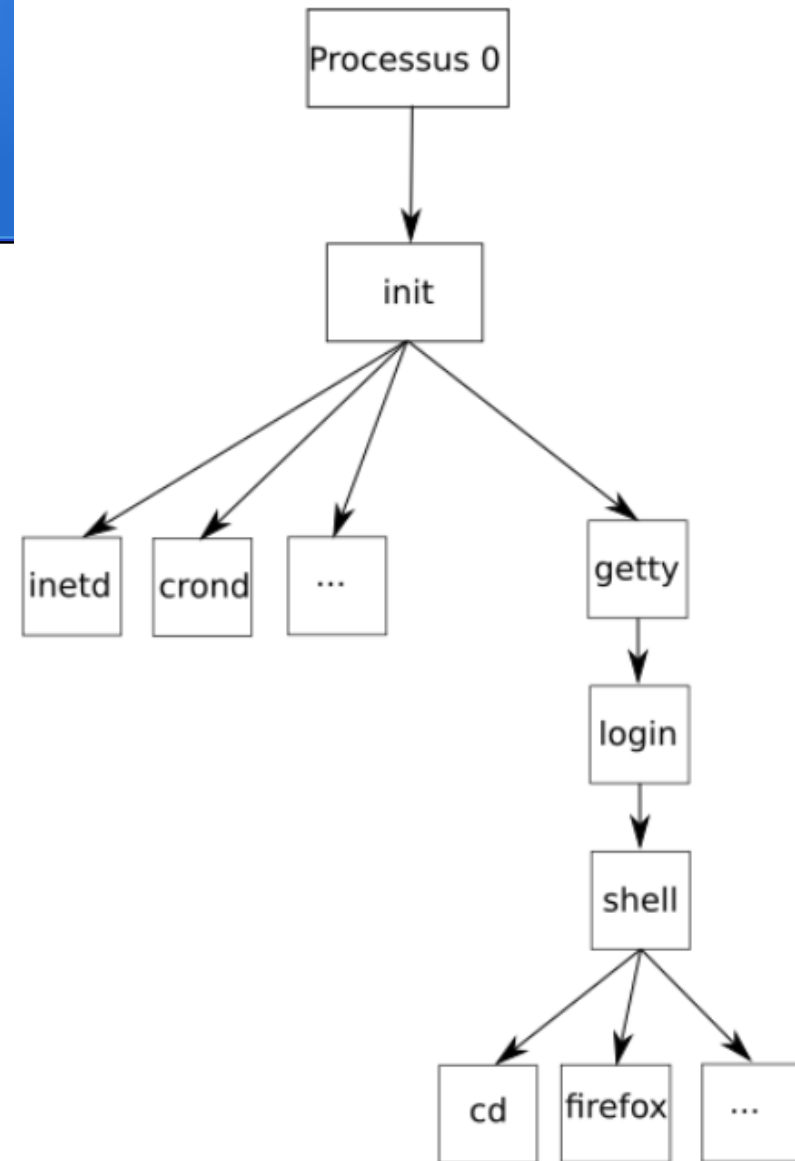 Processus 0
init
inetd
crond
...
getty
login
shell
cd
firefox
...